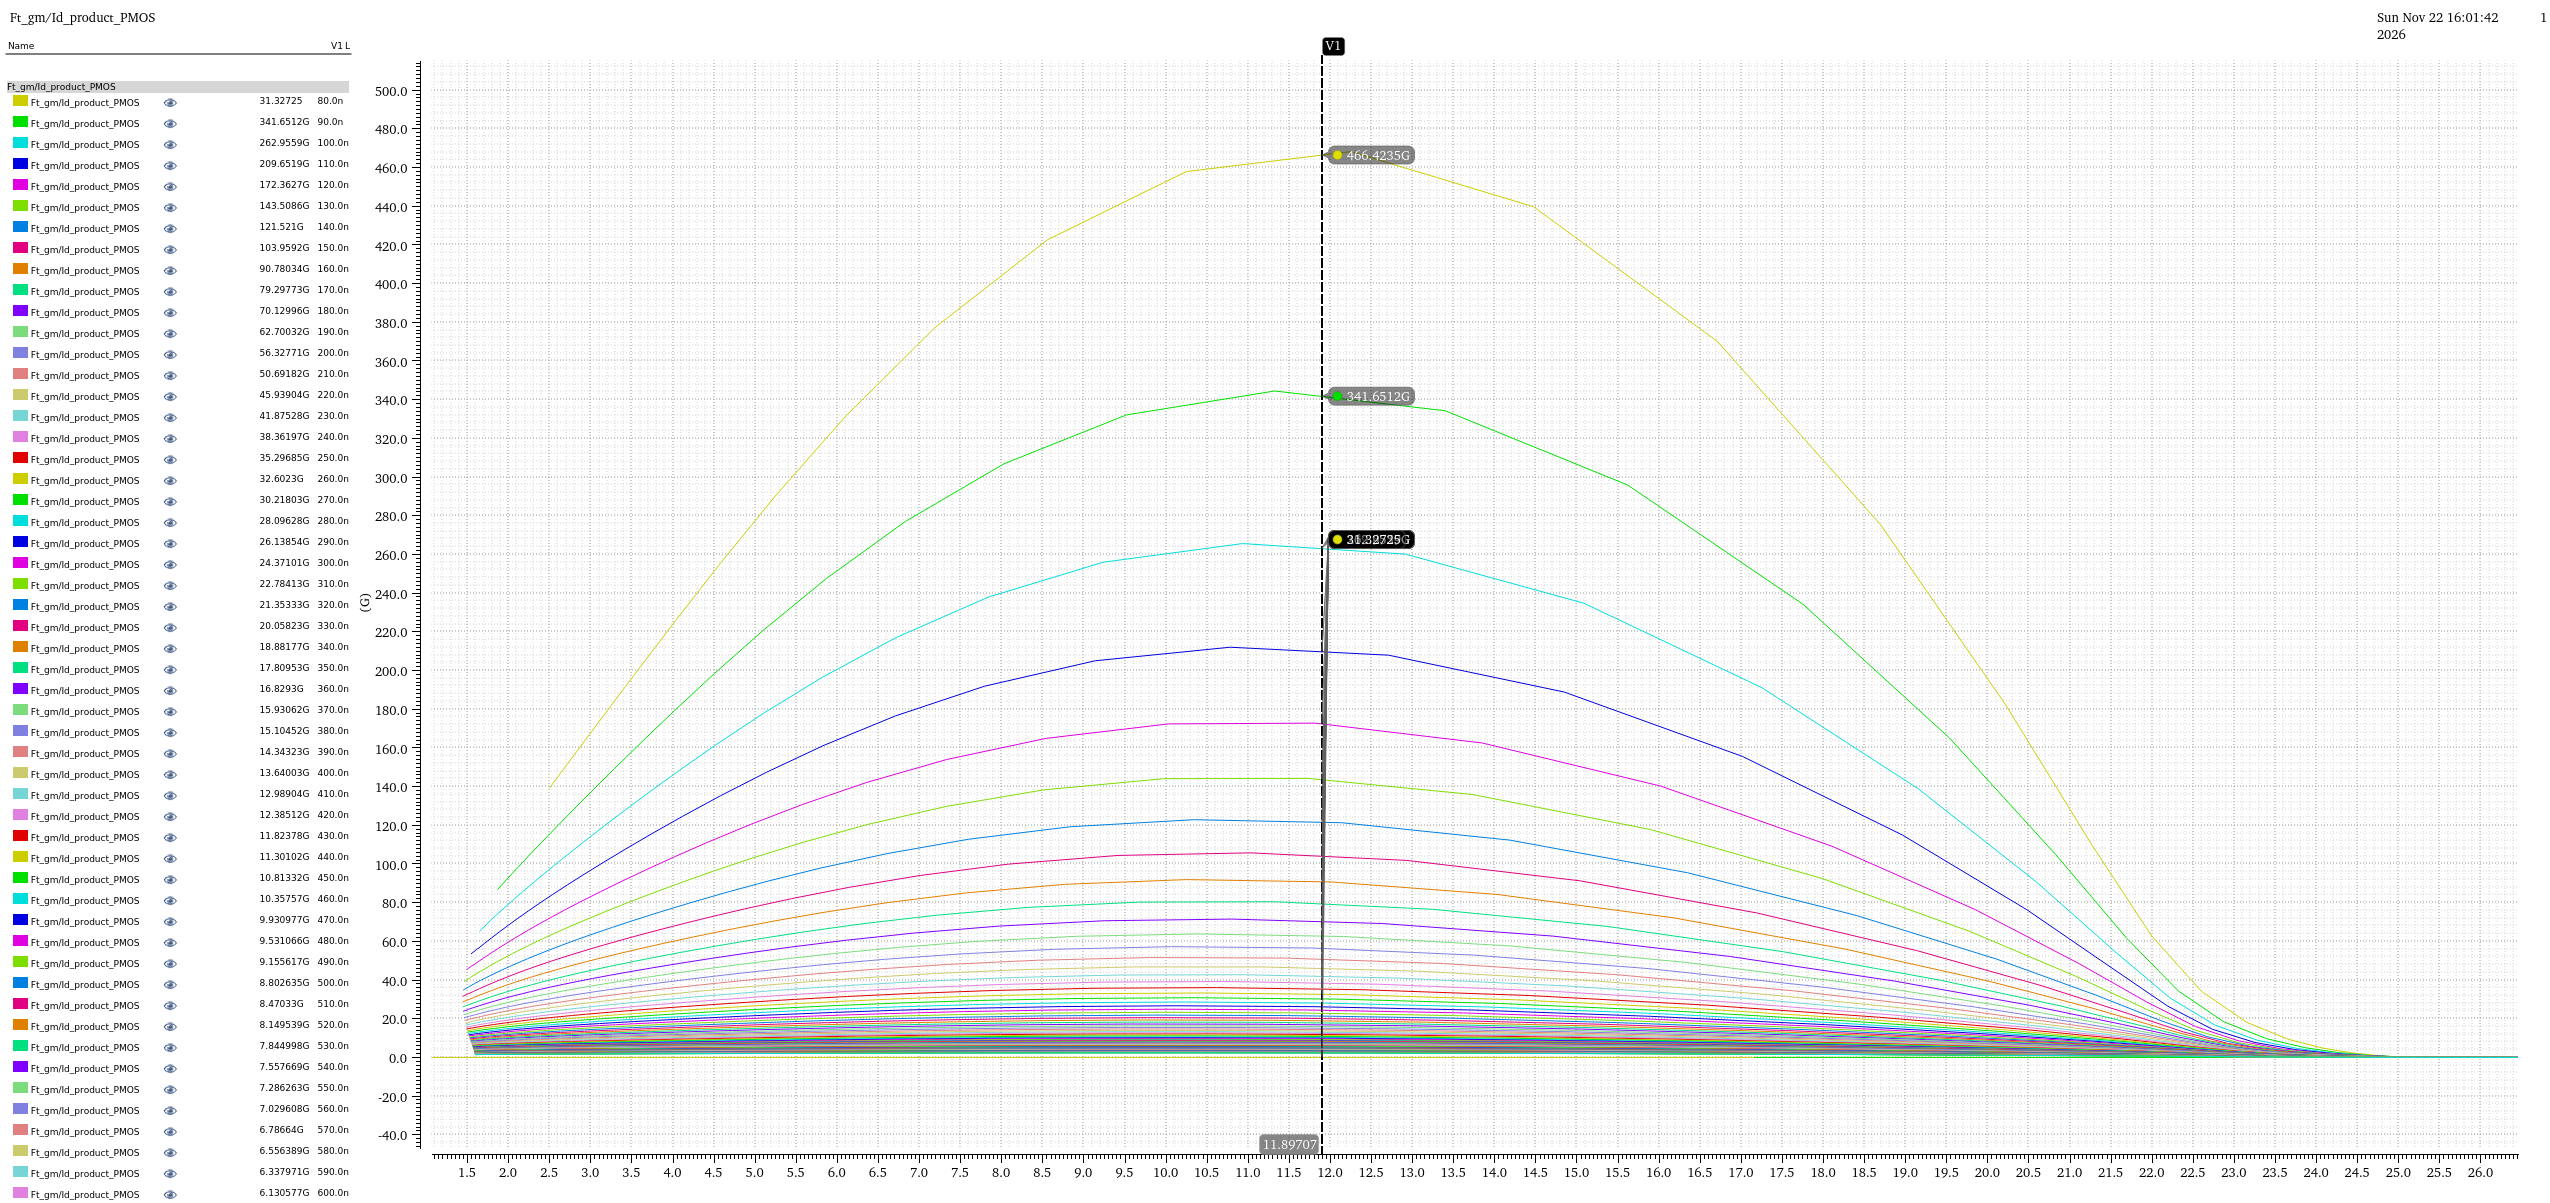 Ft_gm/Id_product_PMOS
Sun Nov 22 16:01:42 1
2026
Name V1 L
Ft_gm/Id_product_PMOS
Ft_gm/Id_product_PMOS 31.32725 80.0n
Ft_gm/Id_product_PMOS 341.6512G 90.0n
Ft_gm/Id_product_PMOS 262.9559G 100.0n
Ft_gm/Id_product_PMOS 209.6519G 110.0n
Ft_gm/Id_product_PMOS 172.3627G 120.0n
Ft_gm/Id_product_PMOS 143.5086G 130.0n
Ft_gm/Id_product_PMOS 121.521G 140.0n
Ft_gm/Id_product_PMOS 103.9592G 150.0n
Ft_gm/Id_product_PMOS 90.78034G 160.0n
Ft_gm/Id_product_PMOS 79.29773G 170.0n
Ft_gm/Id_product_PMOS 70.12996G 180.0n
Ft_gm/Id_product_PMOS 62.70032G 190.0n
Ft_gm/Id_product_PMOS 56.32771G 200.0n
Ft_gm/Id_product_PMOS 50.69182G 210.0n
Ft_gm/Id_product_PMOS 45.93904G 220.0n
Ft_gm/Id_product_PMOS 41.87528G 230.0n
Ft_gm/Id_product_PMOS 38.36197G 240.0n
Ft_gm/Id_product_PMOS 35.29685G 250.0n
Ft_gm/Id_product_PMOS 32.6023G 260.0n
Ft_gm/Id_product_PMOS 30.21803G 270.0n
Ft_gm/Id_product_PMOS 28.09628G 280.0n
Ft_gm/Id_product_PMOS 26.13854G 290.0n
Ft_gm/Id_product_PMOS 24.37101G 300.0n
Ft_gm/Id_product_PMOS 22.78413G 310.0n
Ft_gm/Id_product_PMOS 21.35333G 320.0n
Ft_gm/Id_product_PMOS 20.05823G 330.0n
Ft_gm/Id_product_PMOS 18.88177G 340.0n
Ft_gm/Id_product_PMOS 17.80953G 350.0n
Ft_gm/Id_product_PMOS 16.8293G 360.0n
Ft_gm/Id_product_PMOS 15.93062G 370.0n
Ft_gm/Id_product_PMOS 15.10452G 380.0n
Ft_gm/Id_product_PMOS 14.34323G 390.0n
Ft_gm/Id_product_PMOS 13.64003G 400.0n
Ft_gm/Id_product_PMOS 12.98904G 410.0n
Ft_gm/Id_product_PMOS 12.38512G 420.0n
Ft_gm/Id_product_PMOS 11.82378G 430.0n
Ft_gm/Id_product_PMOS 11.30102G 440.0n
Ft_gm/Id_product_PMOS 10.81332G 450.0n
Ft_gm/Id_product_PMOS 10.35757G 460.0n
Ft_gm/Id_product_PMOS 9.930977G 470.0n
Ft_gm/Id_product_PMOS 9.531066G 480.0n
Ft_gm/Id_product_PMOS 9.155617G 490.0n
Ft_gm/Id_product_PMOS 8.802635G 500.0n
Ft_gm/Id_product_PMOS 8.47033G 510.0n
Ft_gm/Id_product_PMOS 8.149539G 520.0n
Ft_gm/Id_product_PMOS 7.844998G 530.0n
Ft_gm/Id_product_PMOS 7.557669G 540.0n
Ft_gm/Id_product_PMOS 7.286263G 550.0n
Ft_gm/Id_product_PMOS 7.029608G 560.0n
Ft_gm/Id_product_PMOS 6.78664G 570.0n
Ft_gm/Id_product_PMOS 6.556389G 580.0n
Ft_gm/Id_product_PMOS 6.337971G 590.0n
Ft_gm/Id_product_PMOS 6.130577G 600.0n
V1
500.0
480.0
460.0
440.0
420.0
400.0
380.0
360.0
340.0
320.0
300.0
280.0
260.0
240.0
220.0
200.0
180.0
160.0
140.0
120.0
100.0
80.0
60.0
40.0
20.0
0.0
-20.0
-40.0
(G)
466.4235G
341.6512G
11.89707
1.5 2.0 2.5 3.0 3.5 4.0 4.5 5.0 5.5 6.0 6.5 7.0 7.5 8.0 8.5 9.0 9.5 10.0 10.5 11.0 11.5 12.0 12.5 13.0 13.5 14.0 14.5 15.0 15.5 16.0 16.5 17.0 17.5 18.0 18.5 19.0 19.5 20.0 20.5 21.0 21.5 22.0 22.5 23.0 23.5 24.0 24.5 25.0 25.5 26.0